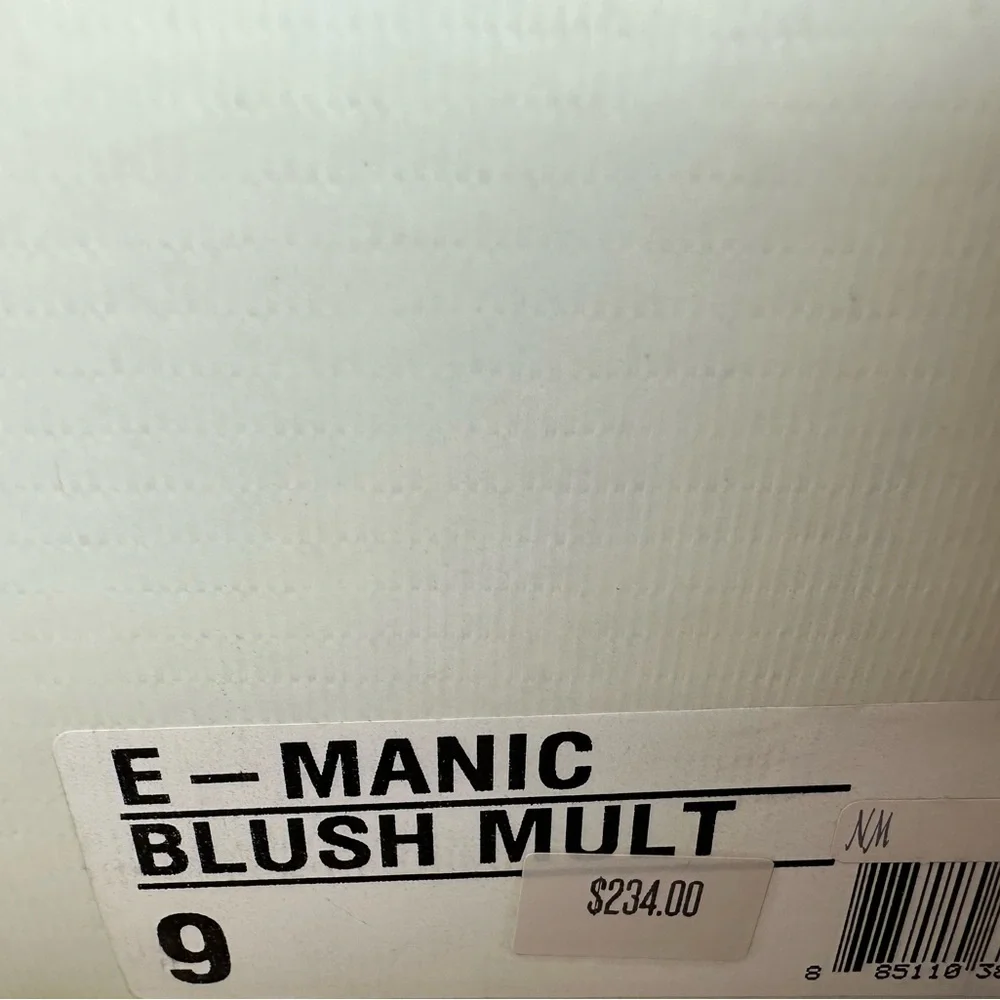 E – MANIC
BLUSH MULT
NM
$234.00
9
8 85110 38